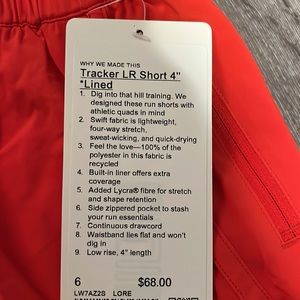 WHY WE MADE THIS
Tracker LR Short 4"
*Lined
1. Dig into that hill training. We
designed these run shorts with
athletic quads in mind
2. Swift fabric is lightweight,
four-way stretch,
sweat-wicking, and quick-drying
3. Feel the love—100% of the
polyester in this fabric is
recycled
4. Built-in liner offers extra
coverage
5. Added Lycra® fibre for stretch
and shape retention
6. Side zippered pocket to stash
your run essentials
7. Continuous drawcord
8. Waistband lies flat and won't
dig in
9. Low rise, 4" length
6 $68.00
LW7AZ2S LORE